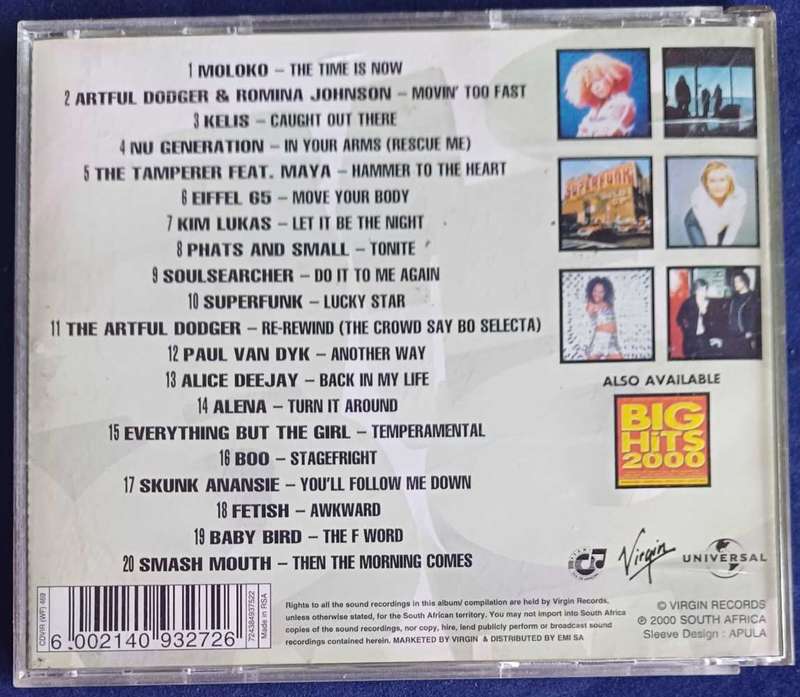 1 MOLOKO – THE TIME IS NOW
2 ARTFUL DODGER & ROMINA JOHNSON – MOVIN' TOO FAST
3 KELIS – CAUGHT OUT THERE
4 NU GENERATION – IN YOUR ARMS (RESCUE ME)
5 THE TAMPERER FEAT. MAYA – HAMMER TO THE HEART
6 EIFFEL 65 – MOVE YOUR BODY
7 KIM LUKAS – LET IT BE THE NIGHT
8 PHATS AND SMALL – TONITE
9 SOULSEARCHER – DO IT TO ME AGAIN
10 SUPERFUNK – LUCKY STAR
11 THE ARTFUL DODGER – RE-REWIND (THE CROWD SAY BO SELECTA)
12 PAUL VAN DYK – ANOTHER WAY
13 ALICE DEEJAY – BACK IN MY LIFE
14 ALENA – TURN IT AROUND
15 EVERYTHING BUT THE GIRL – TEMPERAMENTAL
16 BOO – STAGEFRIGHT
17 SKUNK ANANSIE – YOU'LL FOLLOW ME DOWN
18 FETISH – AWKWARD
19 BABY BIRD – THE F WORD
20 SMASH MOUTH – THEN THE MORNING COMES
SUPERFUNK
ALSO AVAILABLE
BIG
HITS
2000
Virgin
UNIVERSAL
CDVIR (WF) 469
6 002140 932726
724384937522
Made in RSA
Rights to all the sound recordings in this album/ compilation are held by Virgin Records,
unless otherwise stated, for the South African territory. You may not import into South Africa
copies of the sound recordings, nor copy, hire, lend publicly perform or broadcast sound
recordings contained herein. MARKETED BY VIRGIN & DISTRIBUTED BY EMI SA
© VIRGIN RECORDS
℗ 2000 SOUTH AFRICA
Sleeve Design : APULA